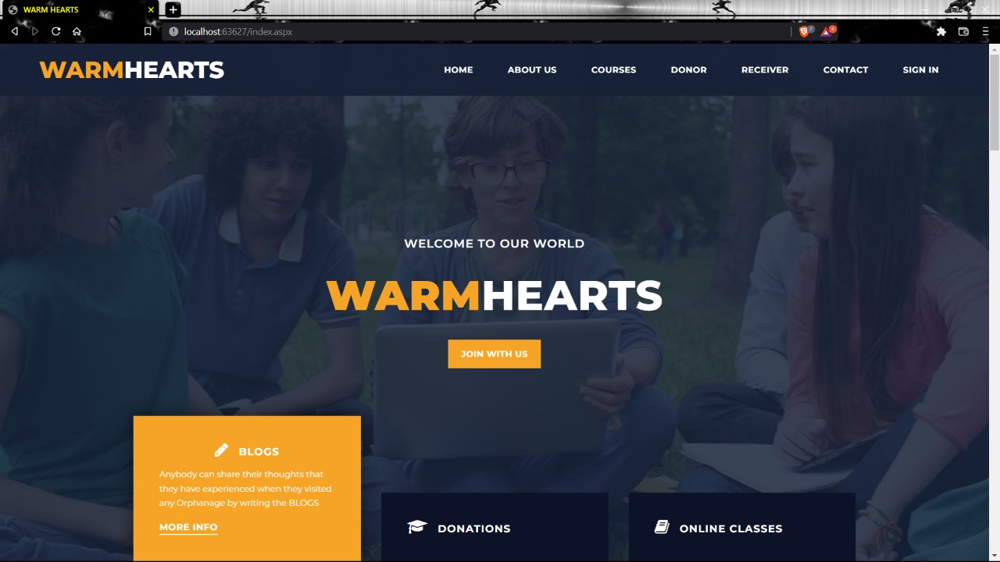 WARM HEARTS
localhost:63627/index.aspx
7
4
WARMHEARTS
HOME ABOUT US COURSES DONOR RECEIVER CONTACT SIGN IN
WELCOME TO OUR WORLD
WARMHEARTS
JOIN WITH US
BLOGS
Anybody can share their thoughts that
they have experienced when they visited
any Orphanage by writing the BLOGS
MORE INFO
DONATIONS
ONLINE CLASSES